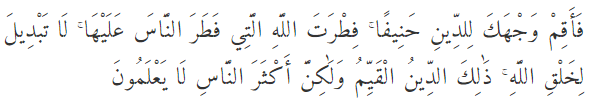 فَأَقِمْ وَجْهَكَ لِلدِّينِ حَنِيفًا ۚ فِطْرَتَ اللَّهِ الَّتِي فَطَرَ النَّاسَ عَلَيْهَا ۚ لَا تَبْدِيلَ
لِخَلْقِ اللَّهِ ۚ ذَٰلِكَ الدِّينُ الْقَيِّمُ وَلَٰكِنَّ أَكْثَرَ النَّاسِ لَا يَعْلَمُونَ